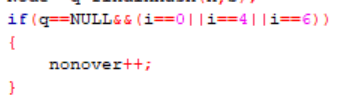 if(q==NULL&&(i==0||i==4||i==6))
{
nonover++;
}